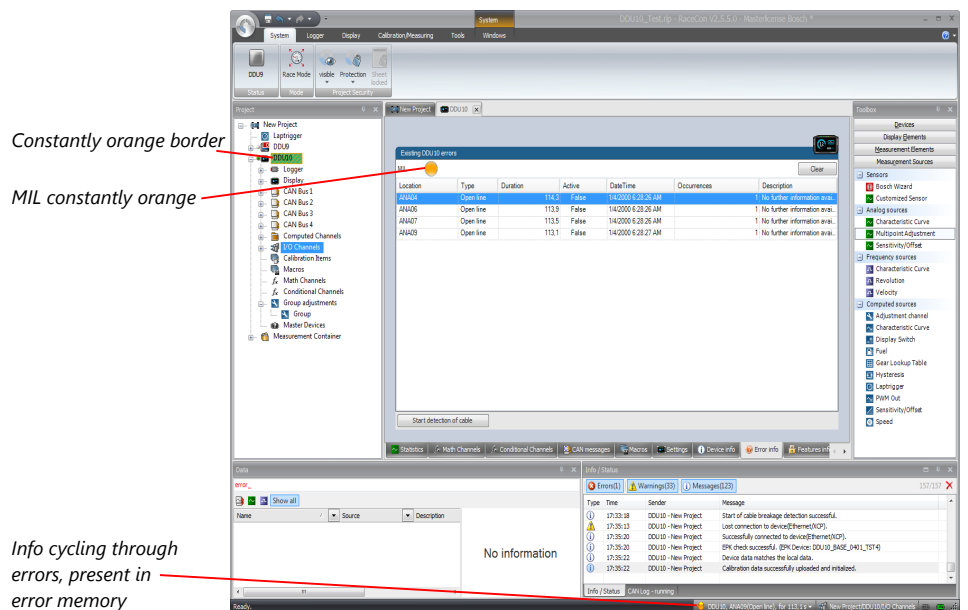 System
DDU10_Test.rip - RaceCon V2.5.5.0 - Masterlicense Bosch *
System Logger Display Calibration/Measuring Tools Windows
DDU9 Race Mode visible Protection Sheet locked
Status Mode Project Security
Project
New Project
Laptrigger
DDU9
DDU10
Logger
Display
CAN Bus 1
CAN Bus 2
CAN Bus 3
CAN Bus 4
Computed Channels
I/O Channels
Calibration Items
Macros
Math Channels
Conditional Channels
Group adjustments
Group
Master Devices
Measurement Container
Constantly orange border
MIL constantly orange
Info cycling through
errors, present in
error memory
New Project DDU10
Existing DDU10 errors
MIL
Clear
Location Type Duration Active DateTime Occurrences Description
ANA04 Open line 114,3 False 1/4/2000 6:28:26 AM 1 No further information avai...
ANA06 Open line 113,9 False 1/4/2000 6:28:26 AM 1 No further information avai...
ANA07 Open line 113,5 False 1/4/2000 6:28:26 AM 1 No further information avai...
ANA09 Open line 113,1 False 1/4/2000 6:28:27 AM 1 No further information avai...
Start detection of cable
Statistics Math Channels Conditional Channels CAN messages Macros Settings Device info Error info Features inf
Toolbox
Devices
Display Elements
Measurement Elements
Measurement Sources
Sensors
Bosch Wizard
Customized Sensor
Analog sources
Characteristic Curve
Multipoint Adjustment
Sensitivity/Offset
Frequency sources
Characteristic Curve
Revolution
Velocity
Computed sources
Adjustment channel
Characteristic Curve
Display Switch
Fuel
Gear Lookup Table
Hysteresis
Laptrigger
PWM Out
Sensitivity/Offset
Speed
Data
error_
Show all
Name Source Description
No information
Info / Status
Errors(1) Warnings(33) Messages(123) 157/157
Type Time Sender Message
17:33:18 DDU10 - New Project Start of cable breakage detection successful.
17:35:13 DDU10 - New Project Lost connection to device(Ethernet/XCP).
17:35:20 DDU10 - New Project Successfully connected to device(Ethernet/XCP).
17:35:20 DDU10 - New Project EPK check successful. (EPK Device: DDU10_BASE_0401_TST4)
17:35:22 DDU10 - New Project Device data matches the local data.
17:35:22 DDU10 - New Project Calibration data successfully uploaded and initialized.
Info / Status CAN Log - running
Ready.
DDU10, ANA09(Open line), for 113,1 s New Project/DDU10/I/O Channels